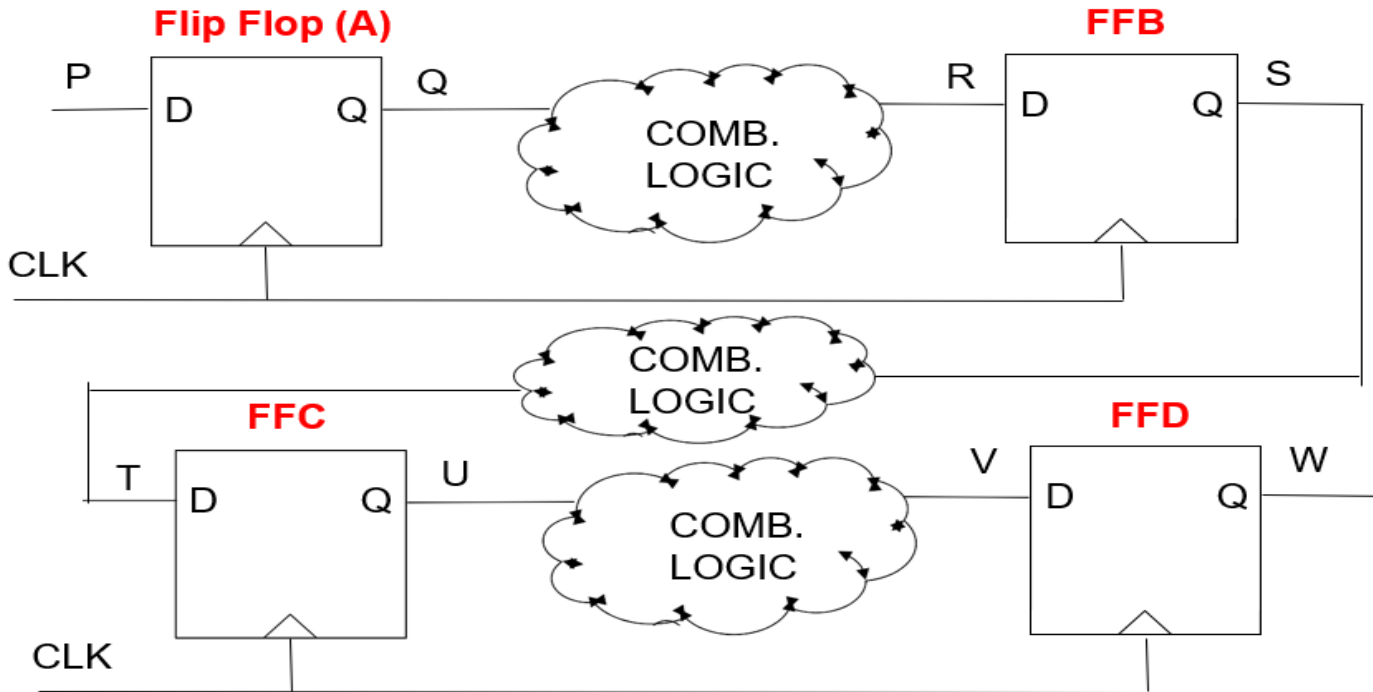 Flip Flop (A)
FFB
P
Q
R
S
D
Q
D
Q
COMB.
LOGIC
CLK
COMB.
LOGIC
FFC
FFD
T
U
V
W
D
Q
D
Q
COMB.
LOGIC
CLK